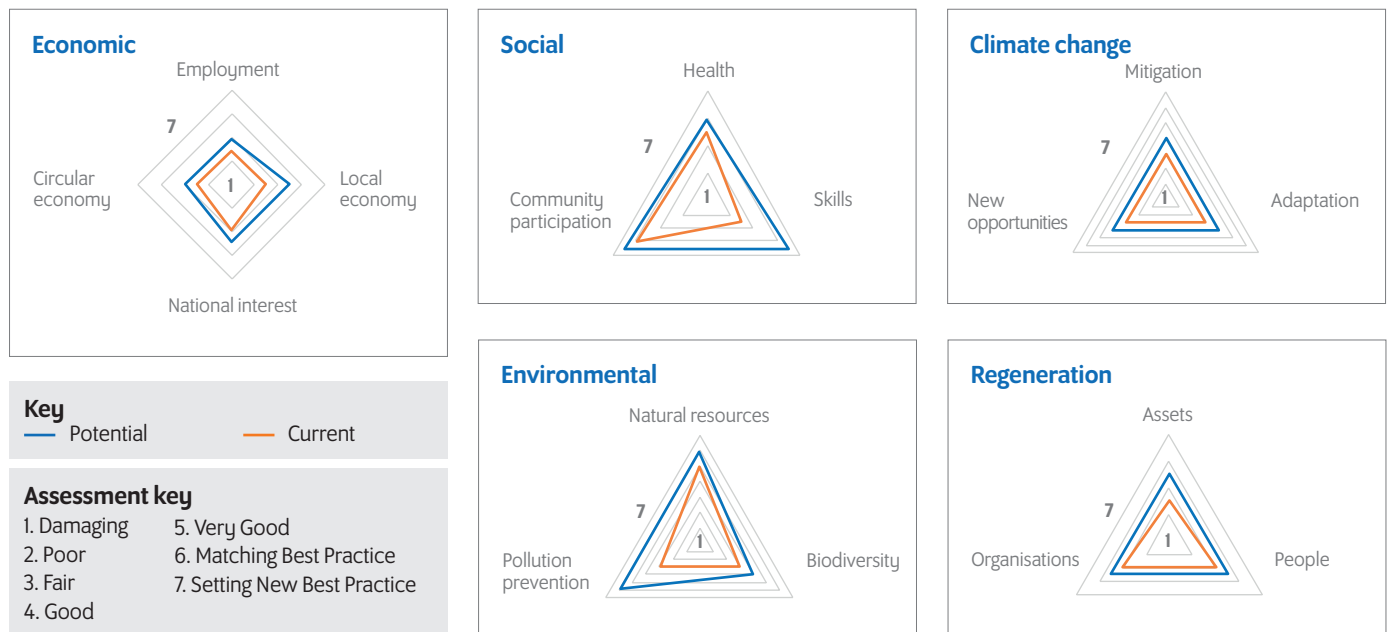 Economic
Employment
7
Circular
economy
1
Local
economy
National interest
Social
Health
7
Community
participation
1
Skills
Climate change
Mitigation
7
New
opportunities
1
Adaptation
Key
Potential
Current
Assessment key
1. Damaging
2. Poor
3. Fair
4. Good
5. Very Good
6. Matching Best Practice
7. Setting New Best Practice
Environmental
Natural resources
7
Pollution
prevention
1
Biodiversity
Regeneration
Assets
7
Organisations
1
People